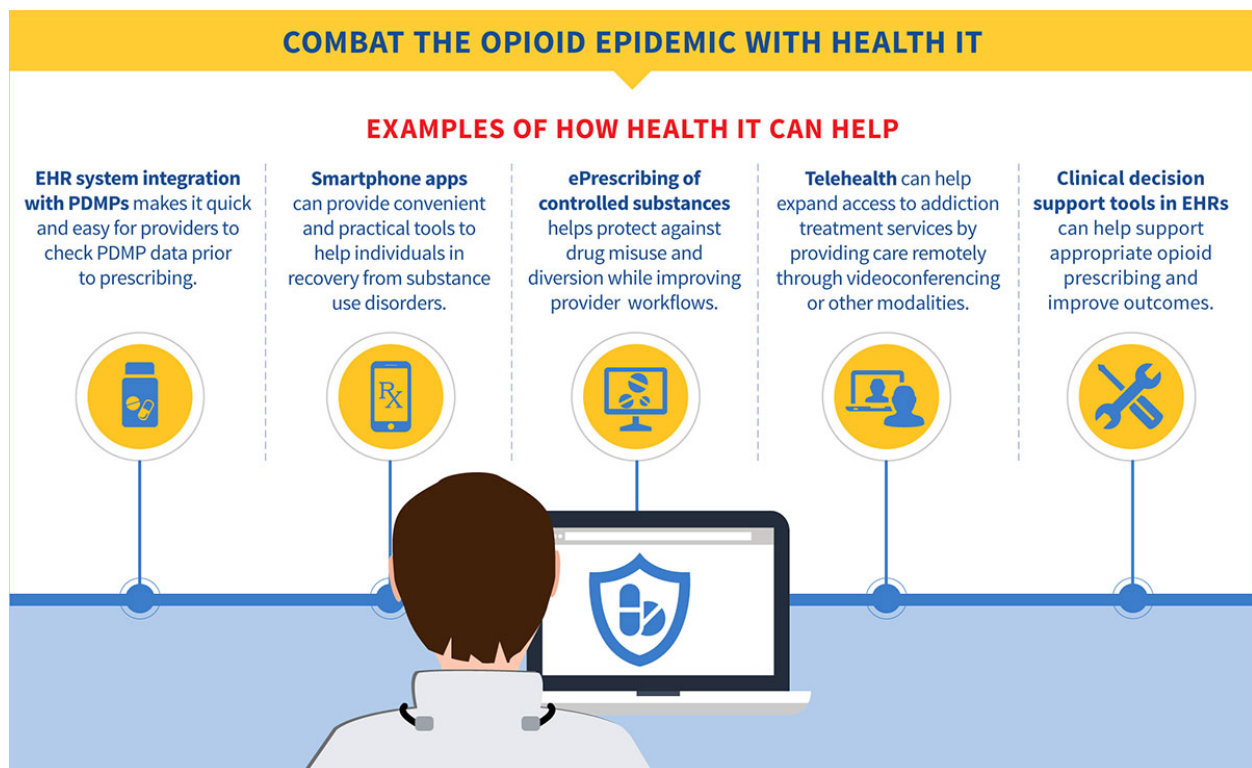 COMBAT THE OPIOID EPIDEMIC WITH HEALTH IT
EXAMPLES OF HOW HEALTH IT CAN HELP
EHR system integration
with PDMPs makes it quick
and easy for providers to
check PDMP data prior
to prescribing.
Smartphone apps
can provide convenient
and practical tools to
help individuals in
recovery from substance
use disorders.
ePrescribing of
controlled substances
helps protect against
drug misuse and
diversion while improving
provider workflows.
Telehealth can help
expand access to addiction
treatment services by
providing care remotely
through videoconferencing
or other modalities.
Clinical decision
support tools in EHRs
can help support
appropriate opioid
prescribing and
improve outcomes.
Rx